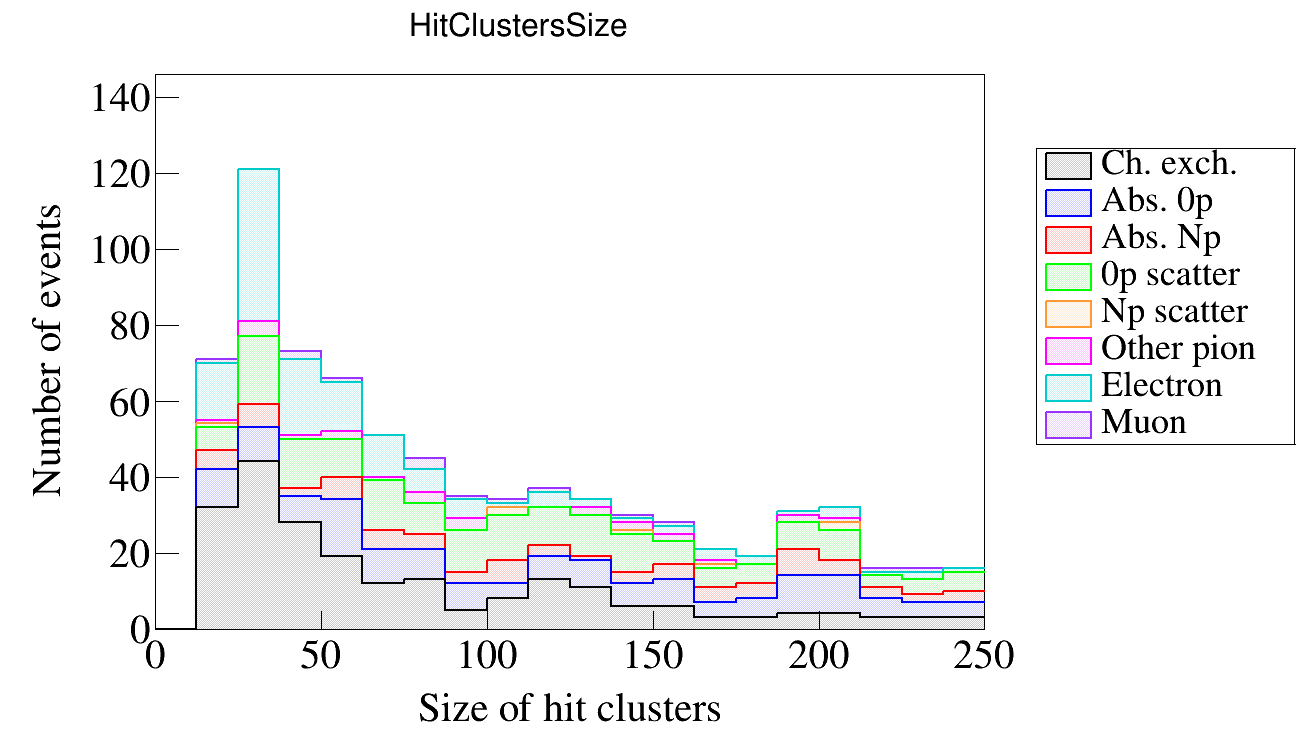 HitClustersSize
Number of events
140
120
100
80
60
40
20
0
0 50 100 150 200 250
Size of hit clusters
Ch. exch.
Abs. 0p
Abs. Np
0p scatter
Np scatter
Other pion
Electron
Muon